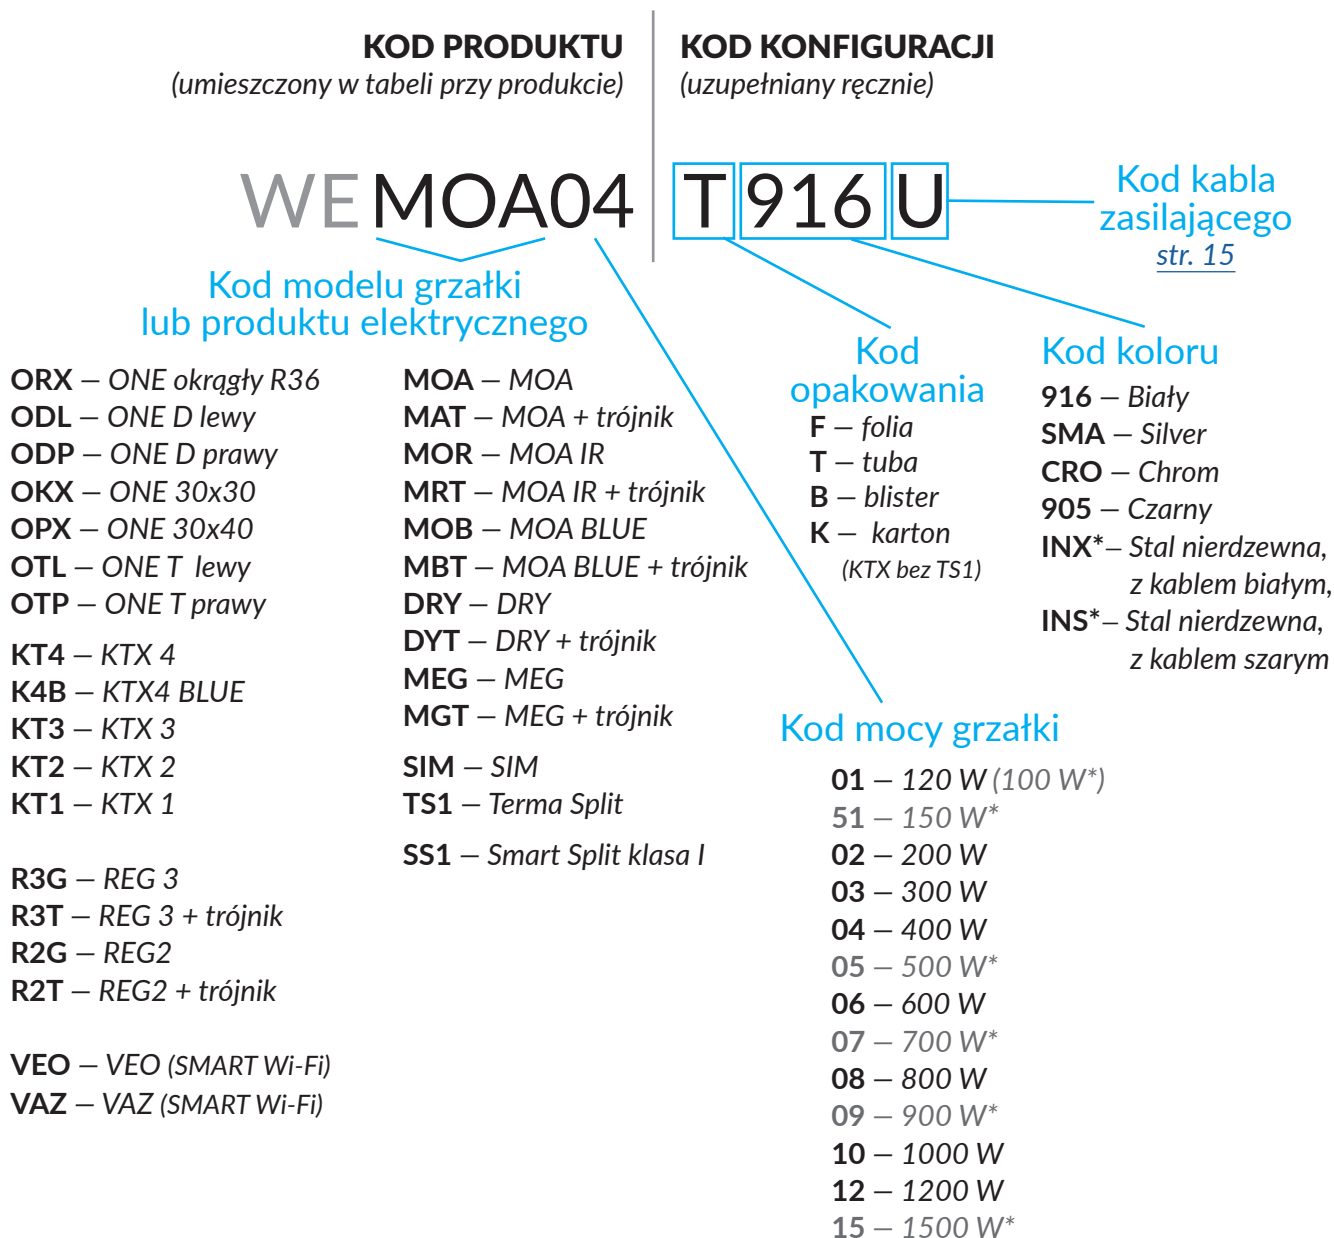 KOD PRODUKTU
(umieszczony w tabeli przy produkcie)
KOD KONFIGURACJI
(uzupełniany ręcznie)
WEMOA04 T 916 U
Kod kabla
zasilającego
str. 15
Kod modelu grzałki
lub produktu elektrycznego
ORX – ONE okrągły R36
ODL – ONE D lewy
ODP – ONE D prawy
OKX – ONE 30x30
OPX – ONE 30x40
OTL – ONE T lewy
OTP – ONE T prawy
KT4 – KTX 4
K4B – KTX4 BLUE
KT3 – KTX 3
KT2 – KTX 2
KT1 – KTX 1
R3G – REG 3
R3T – REG 3 + trójnik
R2G – REG2
R2T – REG2 + trójnik
VEO – VEO (SMART Wi-Fi)
VAZ – VAZ (SMART Wi-Fi)
MOA – MOA
MAT – MOA + trójnik
MOR – MOA IR
MRT – MOA IR + trójnik
MOB – MOA BLUE
MBT – MOA BLUE + trójnik
DRY – DRY
DYT – DRY + trójnik
MEG – MEG
MGT – MEG + trójnik
SIM – SIM
TS1 – Terma Split
SS1 – Smart Split klasa I
Kod
opakowania
F – folia
T – tuba
B – blister
K – karton
(KTX bez TS1)
Kod koloru
916 – Biały
SMA – Silver
CRO – Chrom
905 – Czarny
INX*– Stal nierdzewna,
z kablem białym,
INS*– Stal nierdzewna,
z kablem szarym
Kod mocy grzałki
01 – 120 W (100 W*)
51 – 150 W*
02 – 200 W
03 – 300 W
04 – 400 W
05 – 500 W*
06 – 600 W
07 – 700 W*
08 – 800 W
09 – 900 W*
10 – 1000 W
12 – 1200 W
15 – 1500 W*